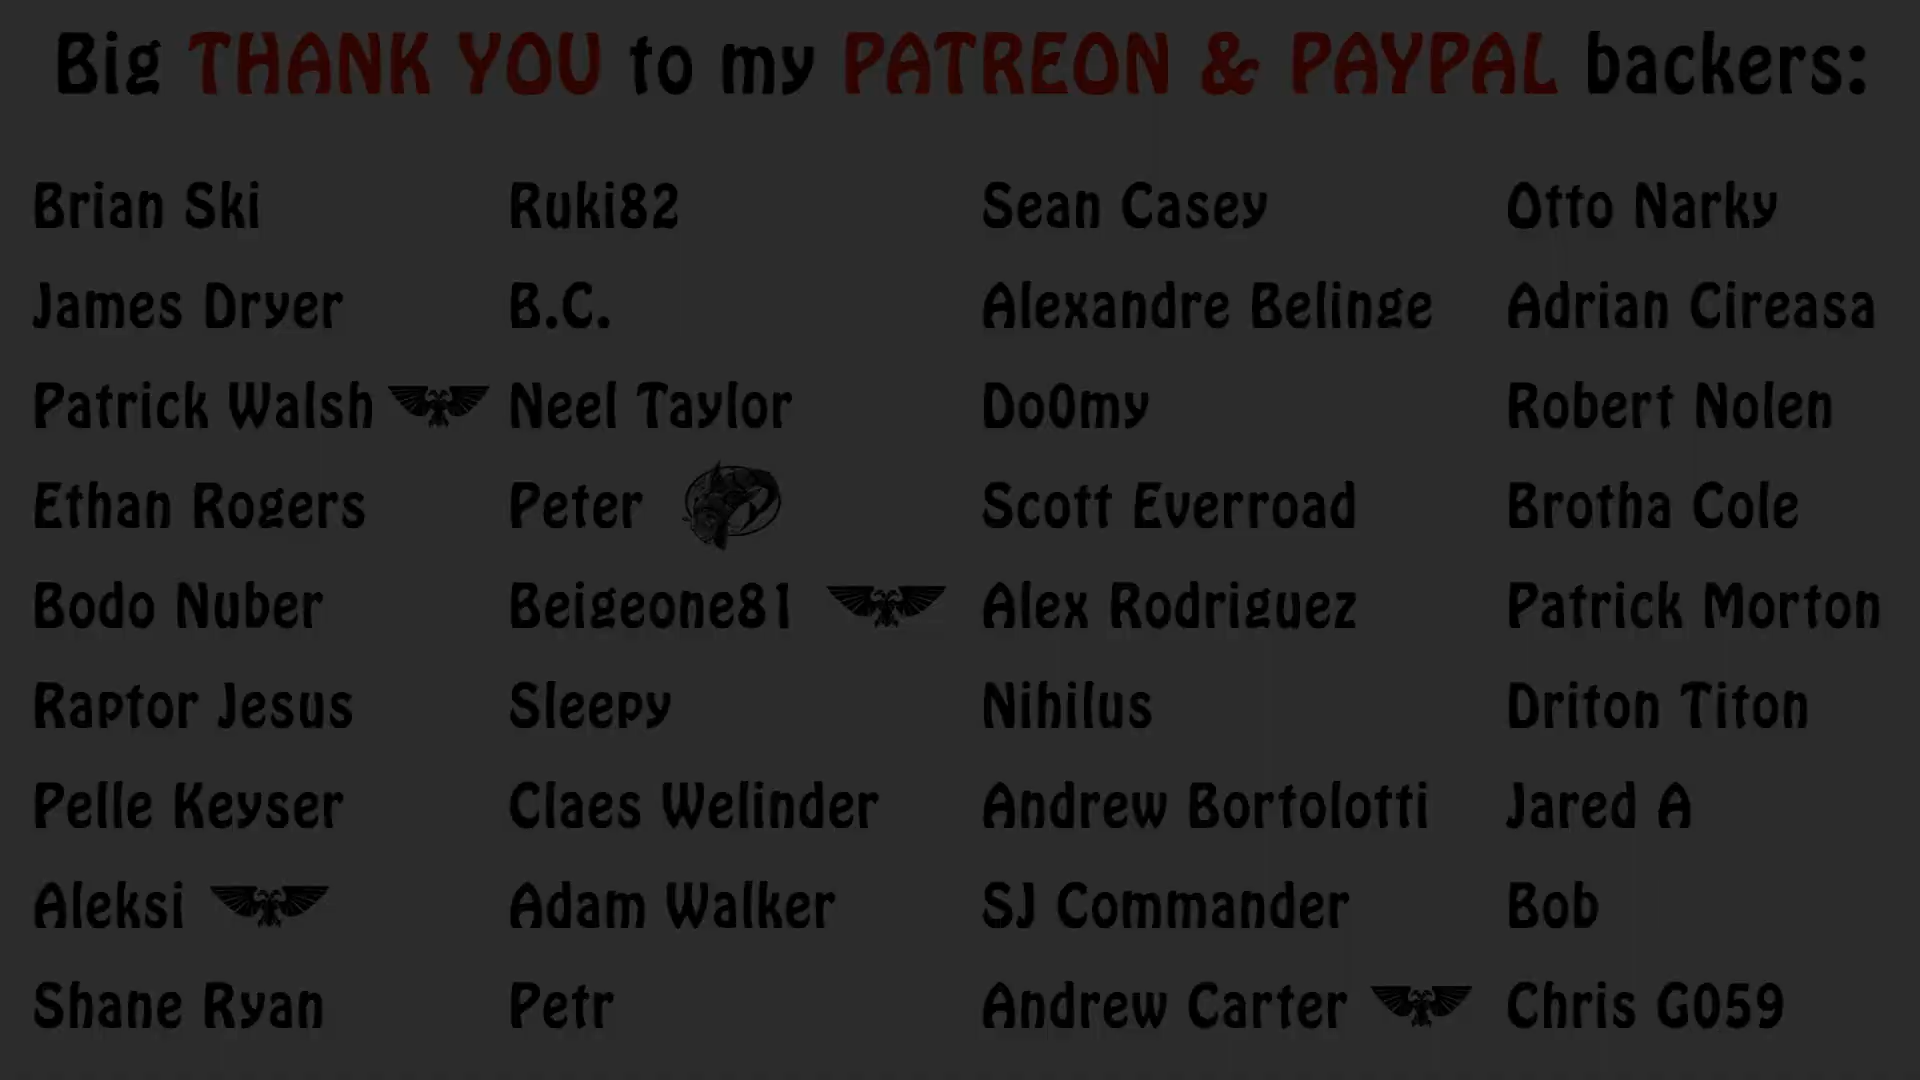 Big THANK YOU to my PATREON & PAYPAL backers:
Brian Ski Ruki82 Sean Casey Otto Narky
James Dryer B.C. Alexandre Belinge Adrian Cireasa
Patrick Walsh Neel Taylor Do0my Robert Nolen
Ethan Rogers Peter Scott Everroad Brotha Cole
Bodo Nuber Beigeone81 Alex Rodriguez Patrick Morton
Raptor Jesus Sleepy Nihilus Driton Titon
Pelle Keyser Claes Welinder Andrew Bortolotti Jared A
Aleksi Adam Walker SJ Commander Bob
Shane Ryan Petr Andrew Carter Chris G059